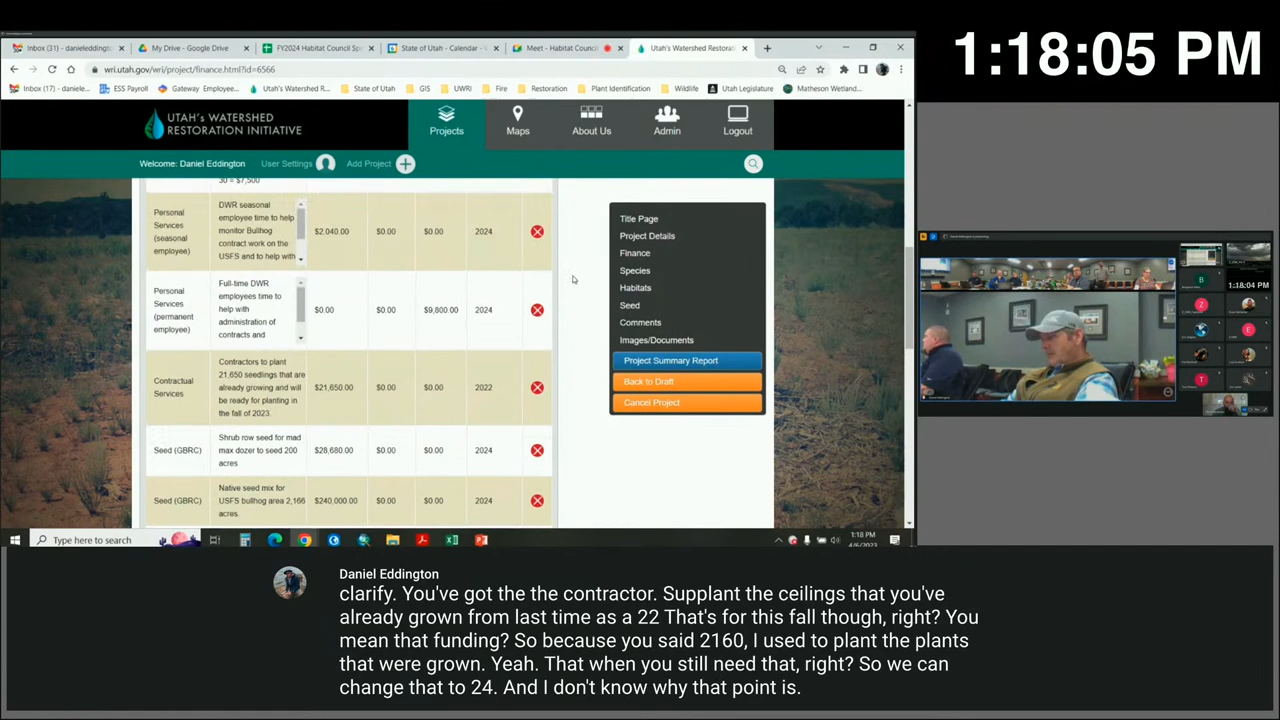 1:18:05 PM
Inbox (31) - danieleddingto
My Drive - Google Drive
FY2024 Habitat Council Sp
State of Utah - Calendar -
Meet - Habitat Counci
Utah's Watershed Restora
wri.utah.gov/wri/project/finance.html?id=6566
Inbox (17) - daniele...
ESS Payroll
Gateway Employee...
Utah's Watershed R...
State of Utah
GIS
UWRI
Fire
Restoration
Plant Identification
Wildlife
Utah Legislature
Matheson Wetland...
UTAH's WATERSHED
RESTORATION INITIATIVE
Projects
Maps
About Us
Admin
Logout
Welcome: Daniel Eddington
User Settings
Add Project
30 = $7,500
Personal
Services
(seasonal
employee)
DWR seasonal
employee time to help
monitor Bullhog
contract work on the
USFS and to help with
$2,040.00
$0.00
$0.00
2024
Personal
Services
(permanent
employee)
Full-time DWR
employees time to
help with
administration of
contracts and
$0.00
$0.00
$9,800.00
2024
Contractual
Services
Contractors to plant
21,650 seedlings that are
already growing and will
be ready for planting in
the fall of 2023.
$21,650.00
$0.00
$0.00
2022
Seed (GBRC)
Shrub row seed for mad
max dozer to seed 200
acres
$28,680.00
$0.00
$0.00
2024
Seed (GBRC)
Native seed mix for
USFS bullhog area 2,166
acres.
$240,000.00
$0.00
$0.00
2024
Title Page
Project Details
Finance
Species
Habitats
Seed
Comments
Images/Documents
Project Summary Report
Back to Draft
Cancel Project
1:18:04 PM
B
Z
E
T
Type here to search
1:18 PM
4/6/2023
Daniel Eddington
clarify. You've got the the contractor. Supplant the ceilings that you've
already grown from last time as a 22 That's for this fall though, right? You
mean that funding? So because you said 2160, I used to plant the plants
that were grown. Yeah. That when you still need that, right? So we can
change that to 24. And I don't know why that point is.